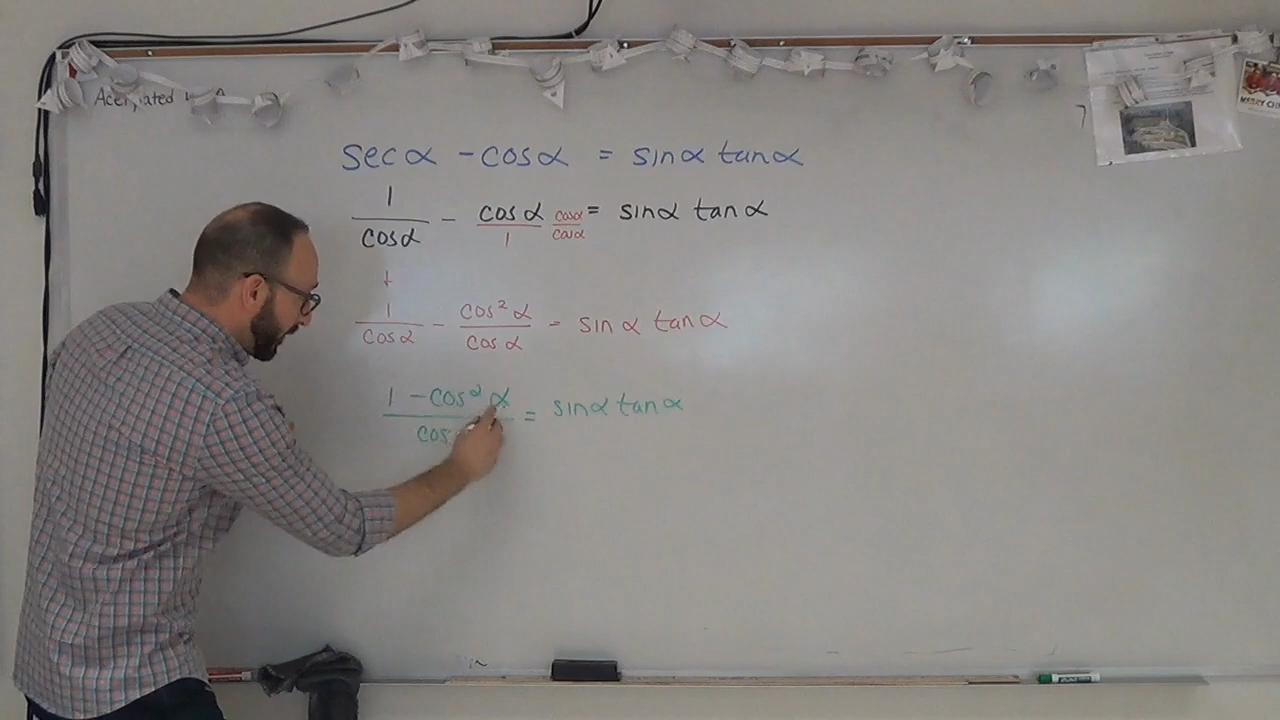 sec α - cos α = sin α tan α
1/cos α - cos α/1 cos α/cos α = sin α tan α
1/cos α - cos² α/cos α = sin α tan α
1 - cos² α/cos = sin α tan α